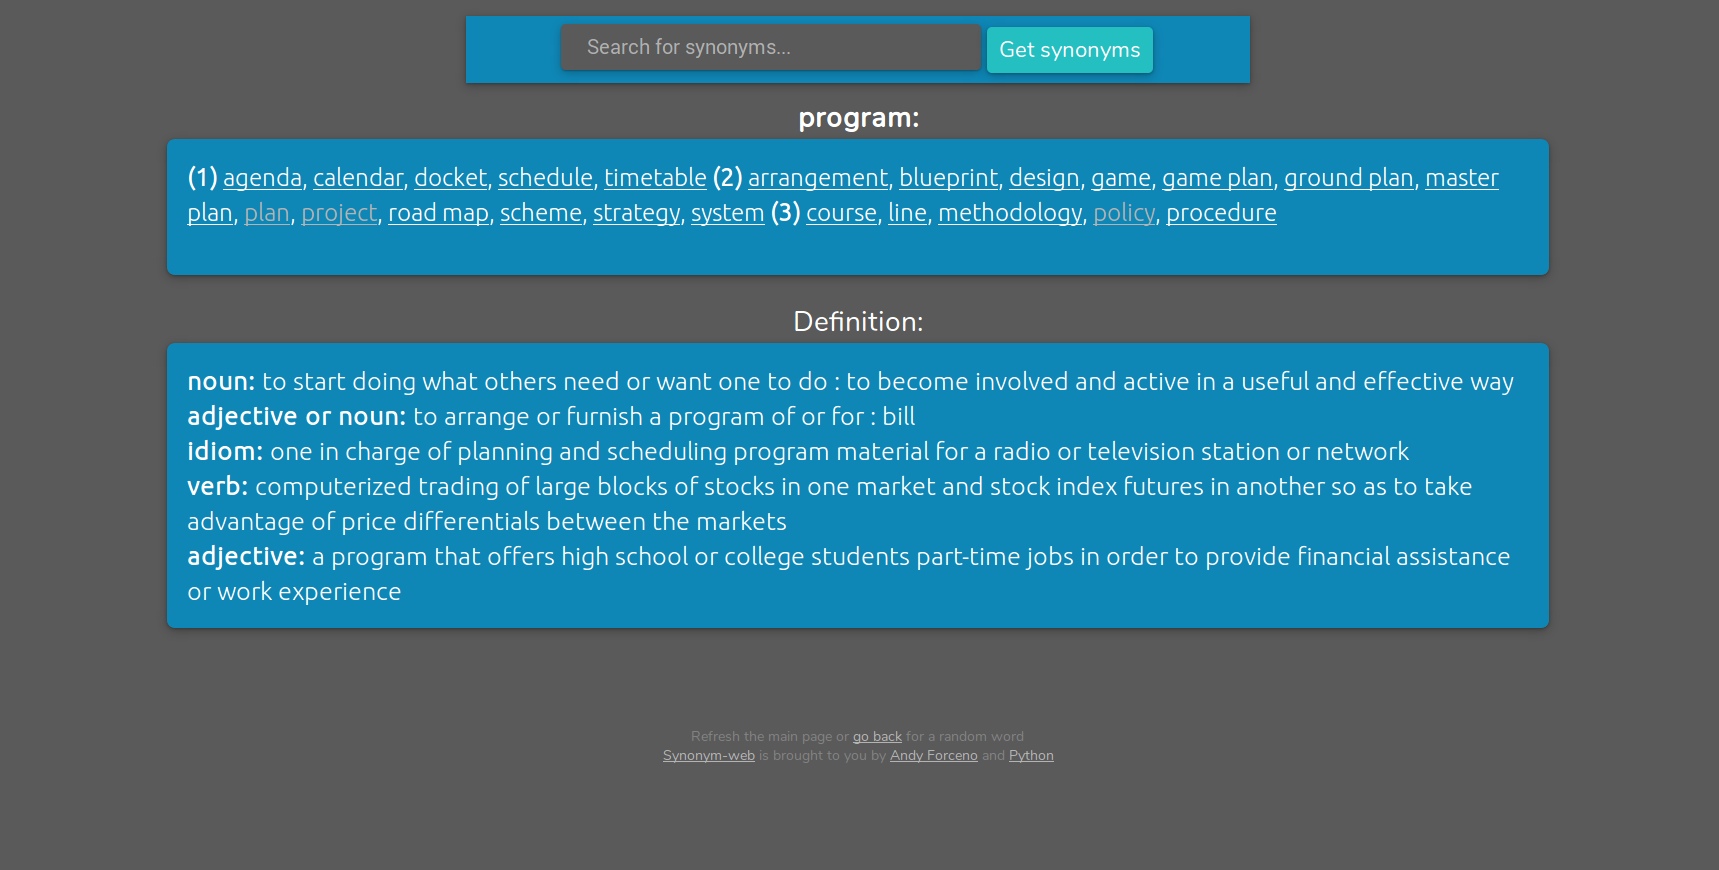 Search for synonyms...
Get synonyms
program:
(1) agenda, calendar, docket, schedule, timetable (2) arrangement, blueprint, design, game, game plan, ground plan, master
plan, plan, project, road map, scheme, strategy, system (3) course, line, methodology, policy, procedure
Definition:
noun: to start doing what others need or want one to do : to become involved and active in a useful and effective way
adjective or noun: to arrange or furnish a program of or for : bill
idiom: one in charge of planning and scheduling program material for a radio or television station or network
verb: computerized trading of large blocks of stocks in one market and stock index futures in another so as to take
advantage of price differentials between the markets
adjective: a program that offers high school or college students part-time jobs in order to provide financial assistance
or work experience
Refresh the main page or go back for a random word
Synonym-web is brought to you by Andy Forceno and Python